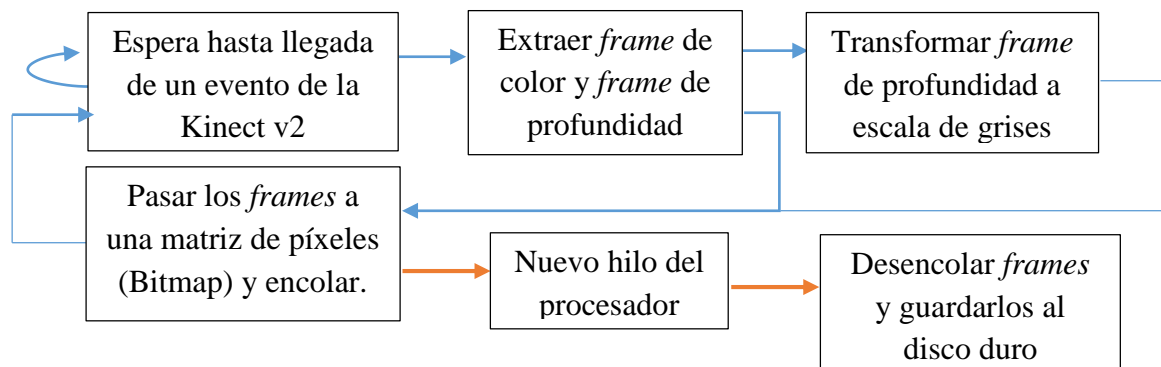 Espera hasta llegada
de un evento de la
Kinect v2
Extraer frame de
color y frame de
profundidad
Transformar frame
de profundidad a
escala de grises
Pasar los frames a
una matriz de píxeles
(Bitmap) y encolar.
Nuevo hilo del
procesador
Desencolar frames
y guardarlos al
disco duro